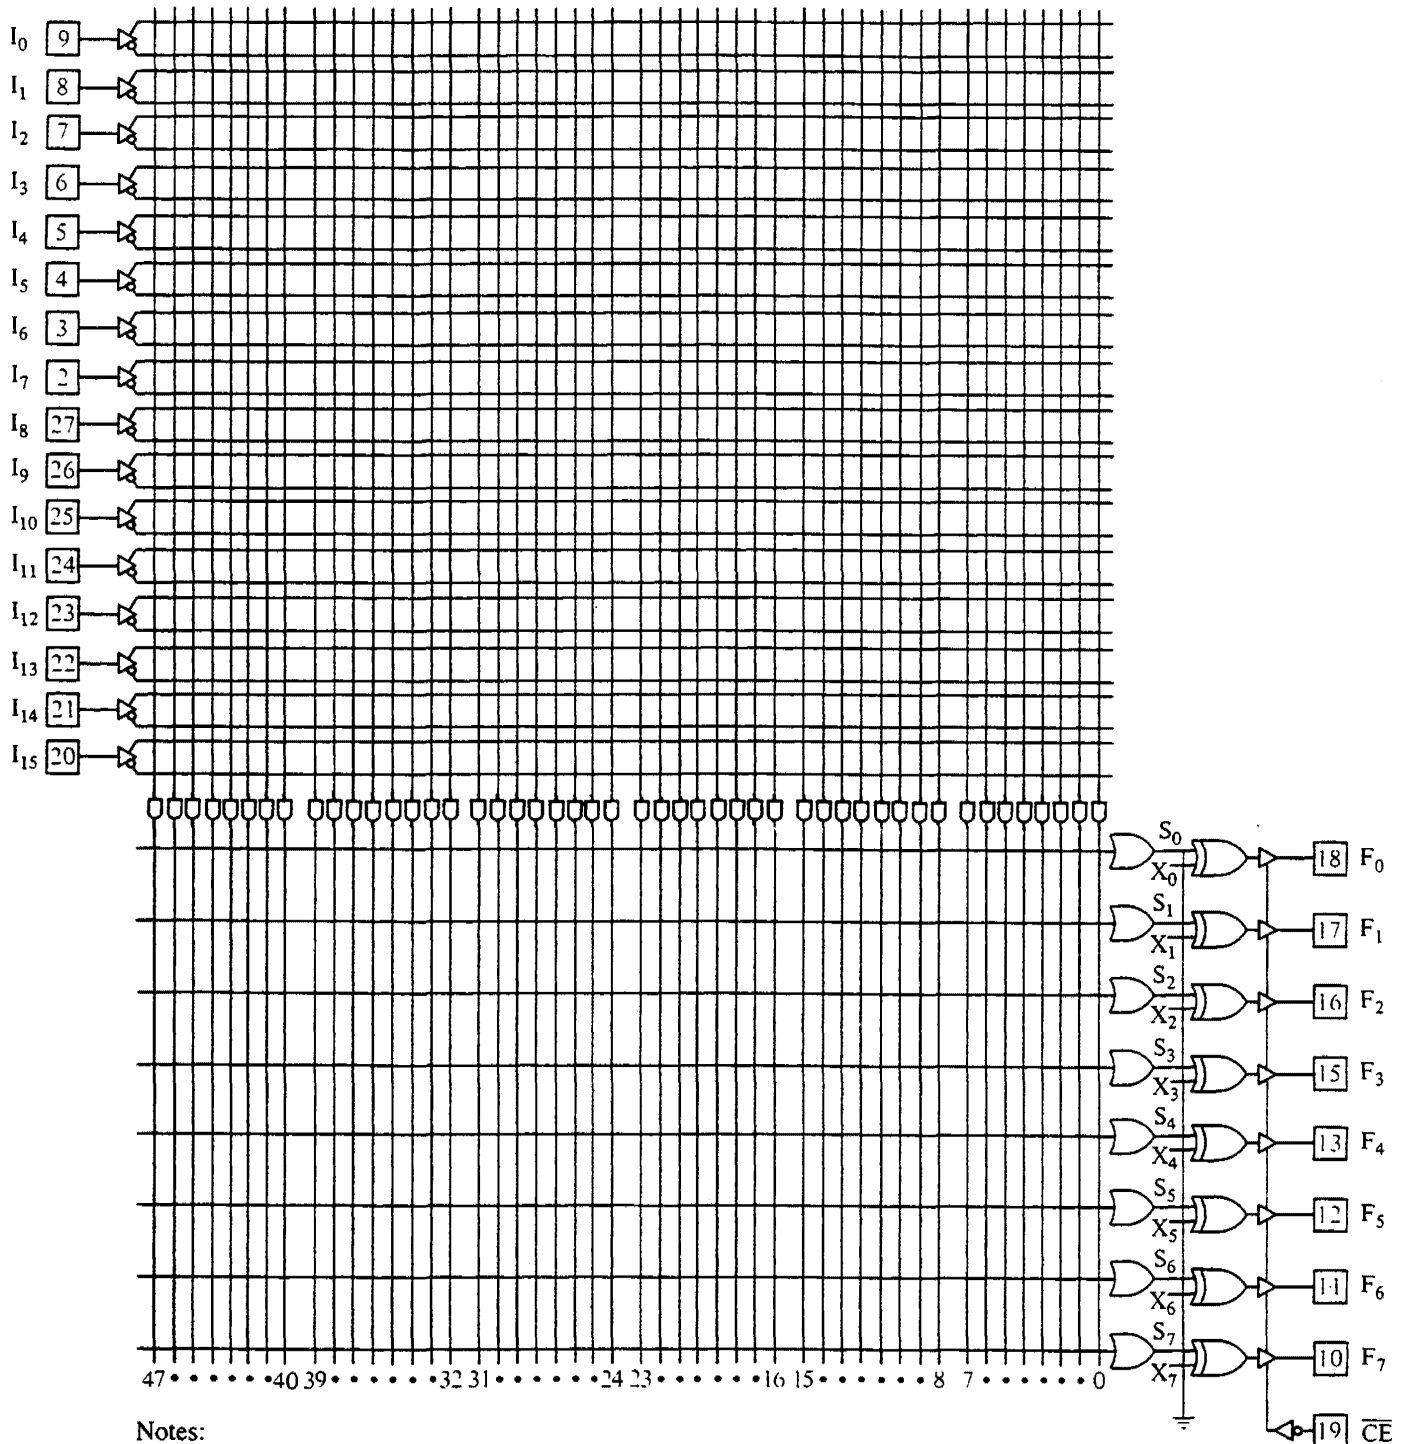 I0 9
I1 8
I2 7
I3 6
I4 5
I5 4
I6 3
I7 2
I8 27
I9 26
I10 25
I11 24
I12 23
I13 22
I14 21
I15 20
S0
X0 18 F0
S1
X1 17 F1
S2
X2 16 F2
S3
X3 15 F3
S4
X4 13 F4
S5
X5 12 F5
S6
X6 11 F6
S7
X7 10 F7
47 • • • • • • 40 39 • • • • • • 32 31 • • • • • • 24 23 • • • • • • 16 15 • • • • • • 8 7 • • • • • • 0
Notes:
19 C̅E̅